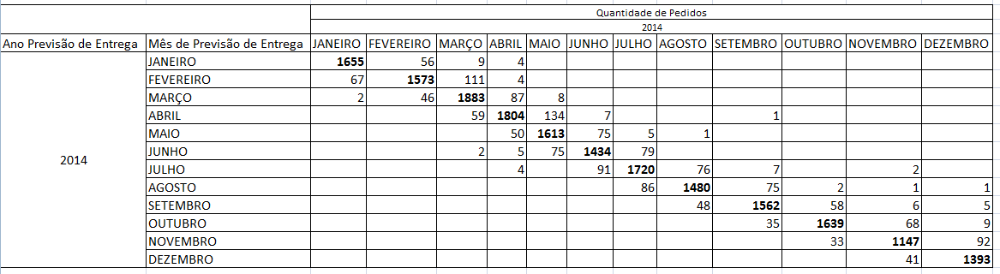 Quantidade de Pedidos
2014
Ano Previsão de Entrega Mês de Previsão de Entrega JANEIRO FEVEREIRO MARÇO ABRIL MAIO JUNHO JULHO AGOSTO SETEMBRO OUTUBRO NOVEMBRO DEZEMBRO
JANEIRO 1655 56 9 4
FEVEREIRO 67 1573 111 4
MARÇO 2 46 1883 87 8
ABRIL 59 1804 134 7 1
MAIO 50 1613 75 5 1
JUNHO 2 5 75 1434 79
2014
JULHO 4 91 1720 76 7 2
AGOSTO 86 1480 75 2 1 1
SETEMBRO 48 1562 58 6 5
OUTUBRO 35 1639 68 9
NOVEMBRO 33 1147 92
DEZEMBRO 41 1393